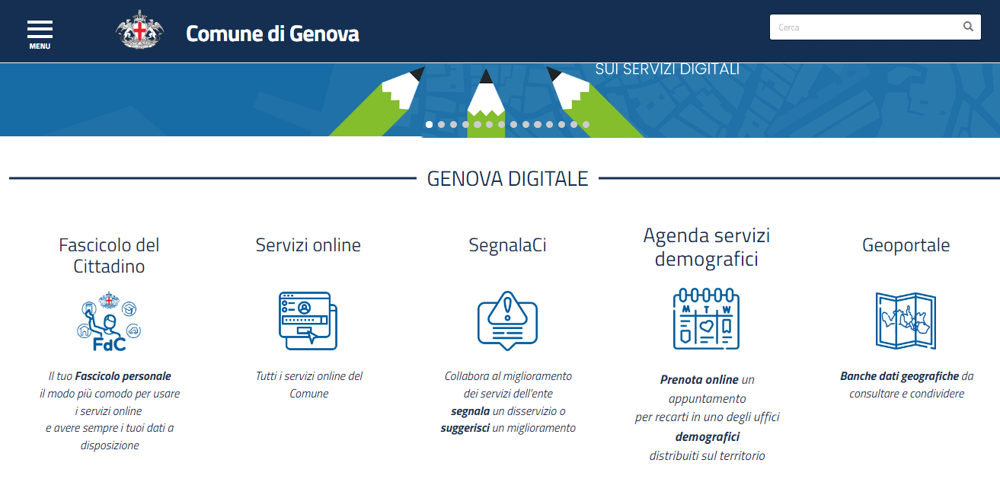 MENU
Comune di Genova
Cerca
SUI SERVIZI DIGITALI
GENOVA DIGITALE
Fascicolo del
Cittadino
FdC
Il tuo Fascicolo personale
il modo più comodo per usare
i servizi online
e avere sempre i tuoi dati a
disposizione
Servizi online
Tutti i servizi online del
Comune
SegnalaCi
Collabora al miglioramento
dei servizi dell'ente
segnala un disservizio o
suggerisci un miglioramento
Agenda servizi
demografici
M T W
Prenota online un
appuntamento
per recarti in uno degli uffici
demografici
distribuiti sul territorio
Geoportale
Banche dati geografiche da
consultare e condividere